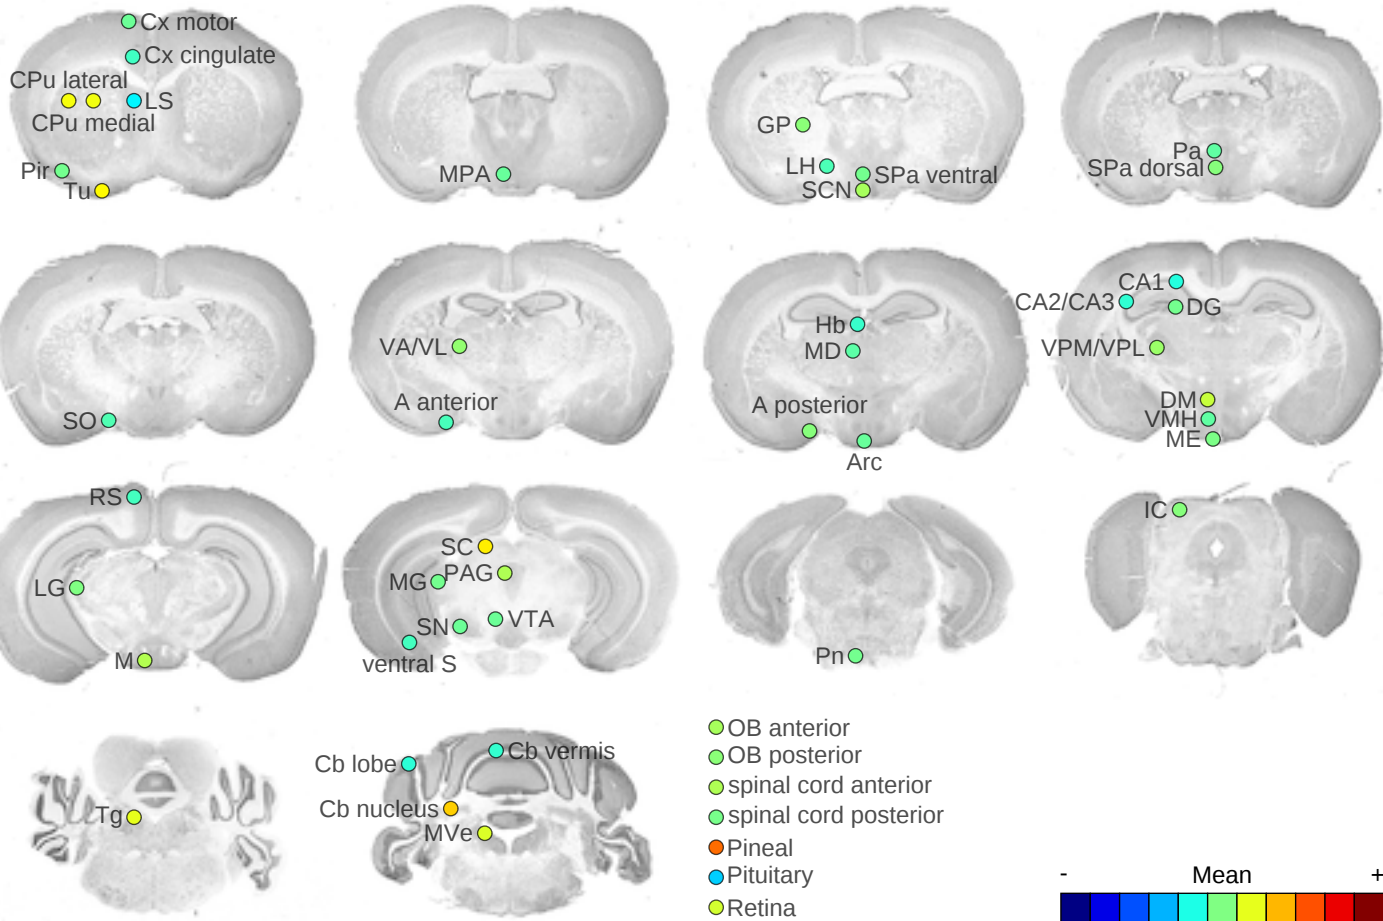 Cx motor
Cx cingulate
CPu lateral
LS
CPu medial
Pir
Tu
MPA
GP
LH
SPa ventral
SCN
Pa
SPa dorsal
SO
VA/VL
A anterior
Hb
MD
A posterior
Arc
CA1
CA2/CA3
DG
VPM/VPL
DM
VMH
ME
RS
LG
M
SC
PAG
MG
VTA
SN
ventral S
Pn
IC
Tg
Cb lobe
Cb vermis
Cb nucleus
MVe
OB anterior
OB posterior
spinal cord anterior
spinal cord posterior
Pineal
Pituitary
Retina
- Mean +